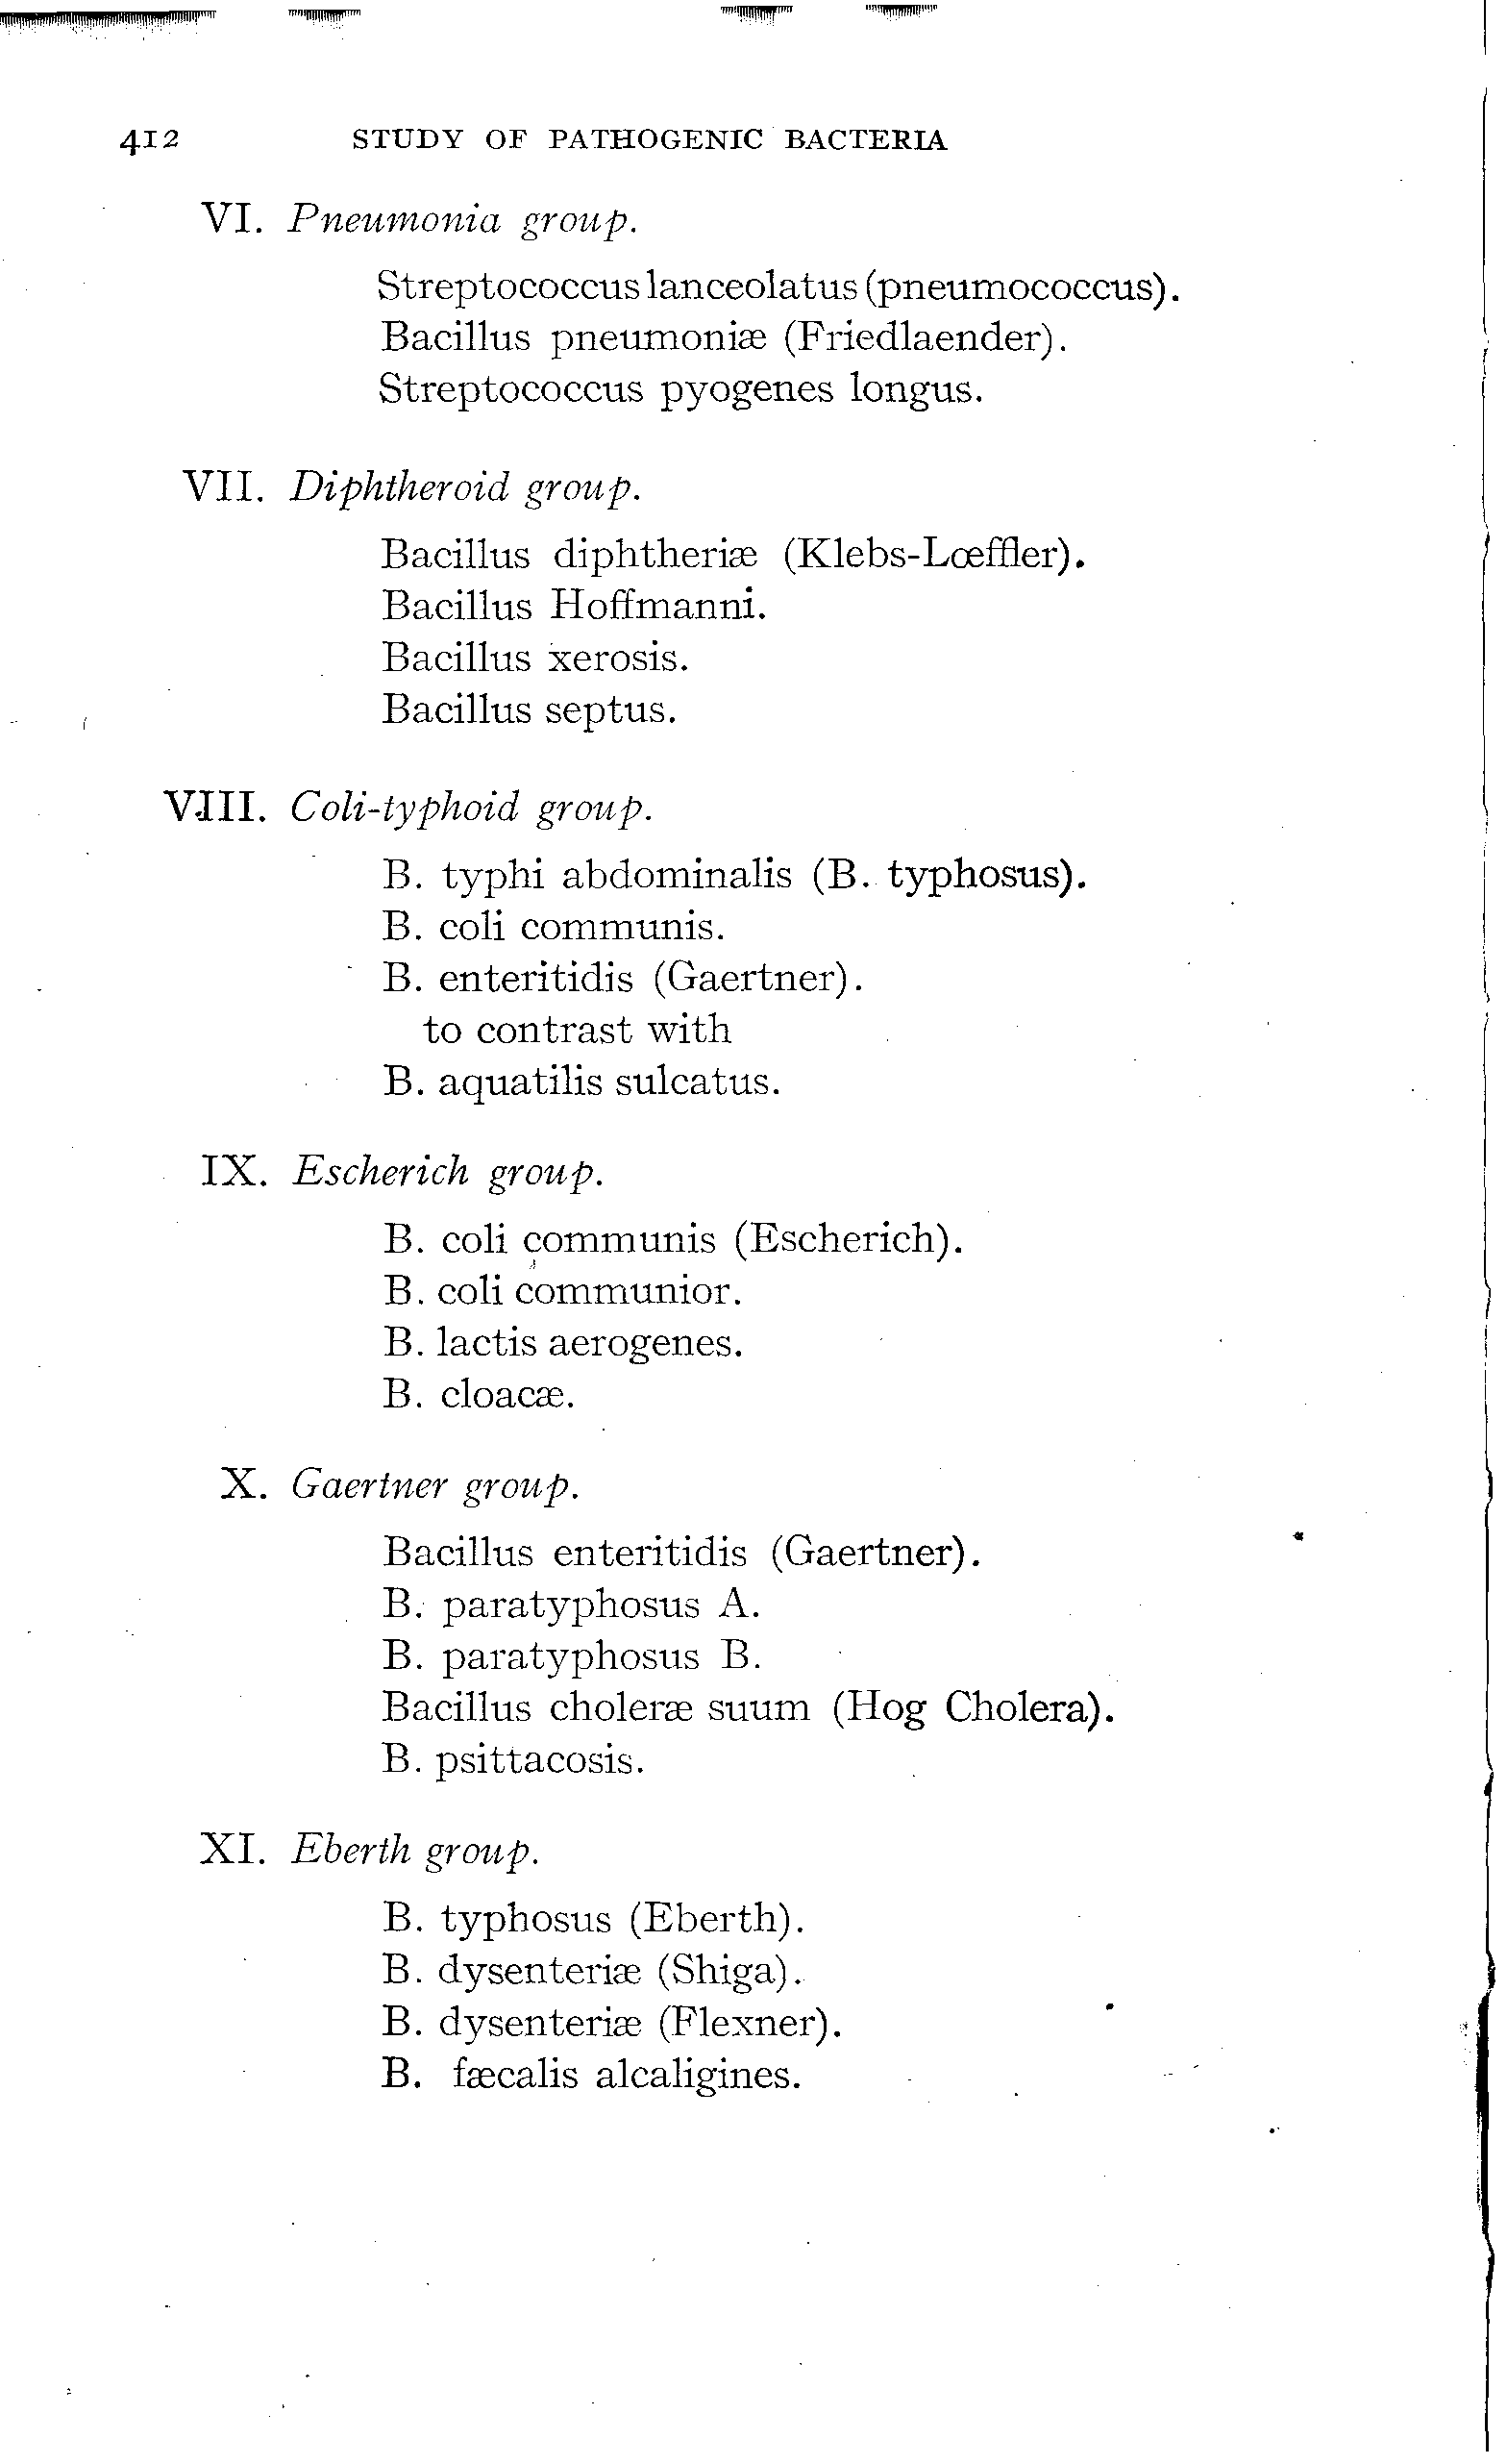 412 STUDY OF PATHOGENIC BACTERIA
VI. Pneumonia group.
Streptococcus lanceolatus (pneumococcus).
Bacillus pneumoniæ (Friedlaender).
Streptococcus pyogenes longus.
VII. Diphtheroid group.
Bacillus diphtheriæ (Klebs-Lœffler).
Bacillus Hoffmanni.
Bacillus xerosis.
Bacillus septus.
VIII. Coli-typhoid group.
B. typhi abdominalis (B. typhosus).
B. coli communis.
B. enteritidis (Gaertner).
to contrast with
B. aquatilis sulcatus.
IX. Escherich group.
B. coli communis (Escherich).
B. coli communior.
B. lactis aerogenes.
B. cloacæ.
X. Gaertner group.
Bacillus enteritidis (Gaertner).
B. paratyphosus A.
B. paratyphosus B.
Bacillus choleræ suum (Hog Cholera).
B. psittacosis.
XI. Eberth group.
B. typhosus (Eberth).
B. dysenteriæ (Shiga).
B. dysenteriæ (Flexner).
B. fæcalis alcaligines.